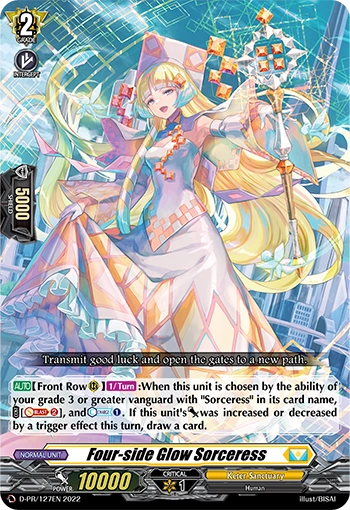 2
GRADE
INTERCEPT
SHIELD
5000
Transmit good luck and open the gates to a new path.
AUTO [Front Row] 1/Turn :When this unit is chosen by the ability of
your grade 3 or greater vanguard with "Sorceress" in its card name,
[SOUL BLAST 2], and . If this unit's was increased or decreased
by a trigger effect this turn, draw a card.
NORMAL UNIT
Four-side Glow Sorceress
POWER
10000
CRITICAL
1
Keter Sanctuary
Human
D-PR/127EN 2022
illust/BISAI